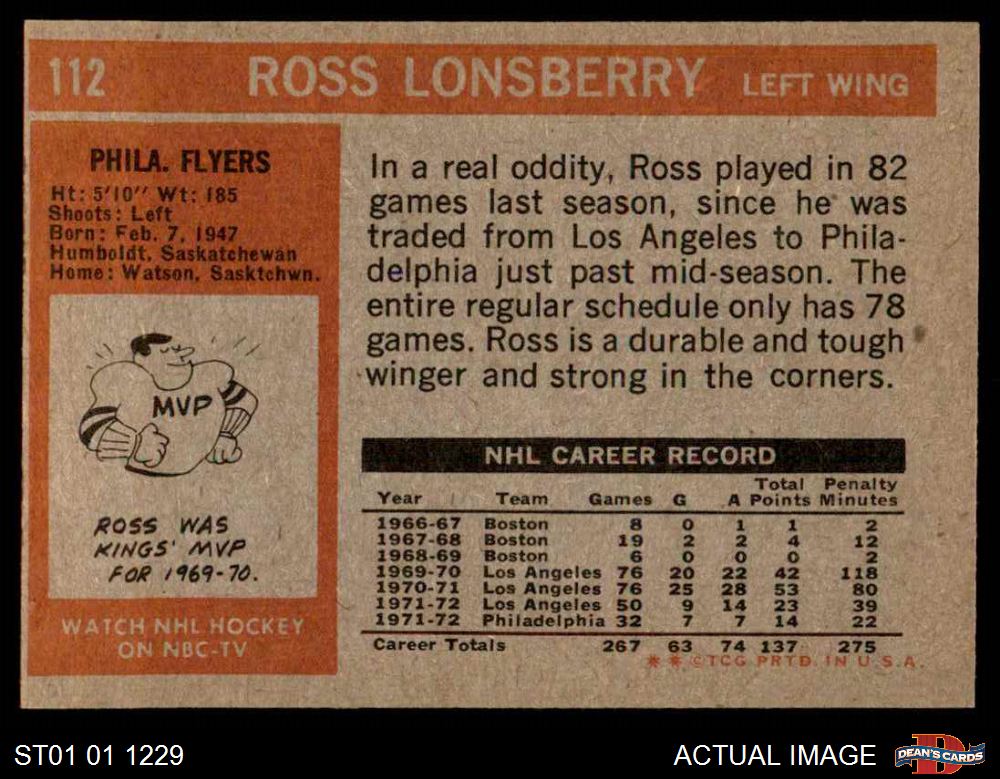 112 ROSS LONSBERRY LEFT WING
PHILA. FLYERS
Ht: 5'10" Wt: 185
Shoots: Left
Born: Feb. 7, 1947
Humboldt, Saskatchewan
Home: Watson, Sasktchwn.
MVP
ROSS WAS
KINGS' MVP
FOR 1969-70.
WATCH NHL HOCKEY
ON NBC-TV
In a real oddity, Ross played in 82
games last season, since he was
traded from Los Angeles to Phila-
delphia just past mid-season. The
entire regular schedule only has 78
games. Ross is a durable and tough
winger and strong in the corners.
NHL CAREER RECORD
Total Penalty
Year Team Games G A Points Minutes
1966-67 Boston 8 0 1 1 2
1967-68 Boston 19 2 2 4 12
1968-69 Boston 6 0 0 0 2
1969-70 Los Angeles 76 20 22 42 118
1970-71 Los Angeles 76 25 28 53 80
1971-72 Los Angeles 50 9 14 23 39
1971-72 Philadelphia 32 7 7 14 22
Career Totals 267 63 74 137 275
* * © TCG PRTD. IN U.S.A.
ST01 01 1229
ACTUAL IMAGE
DEAN'S CARDS